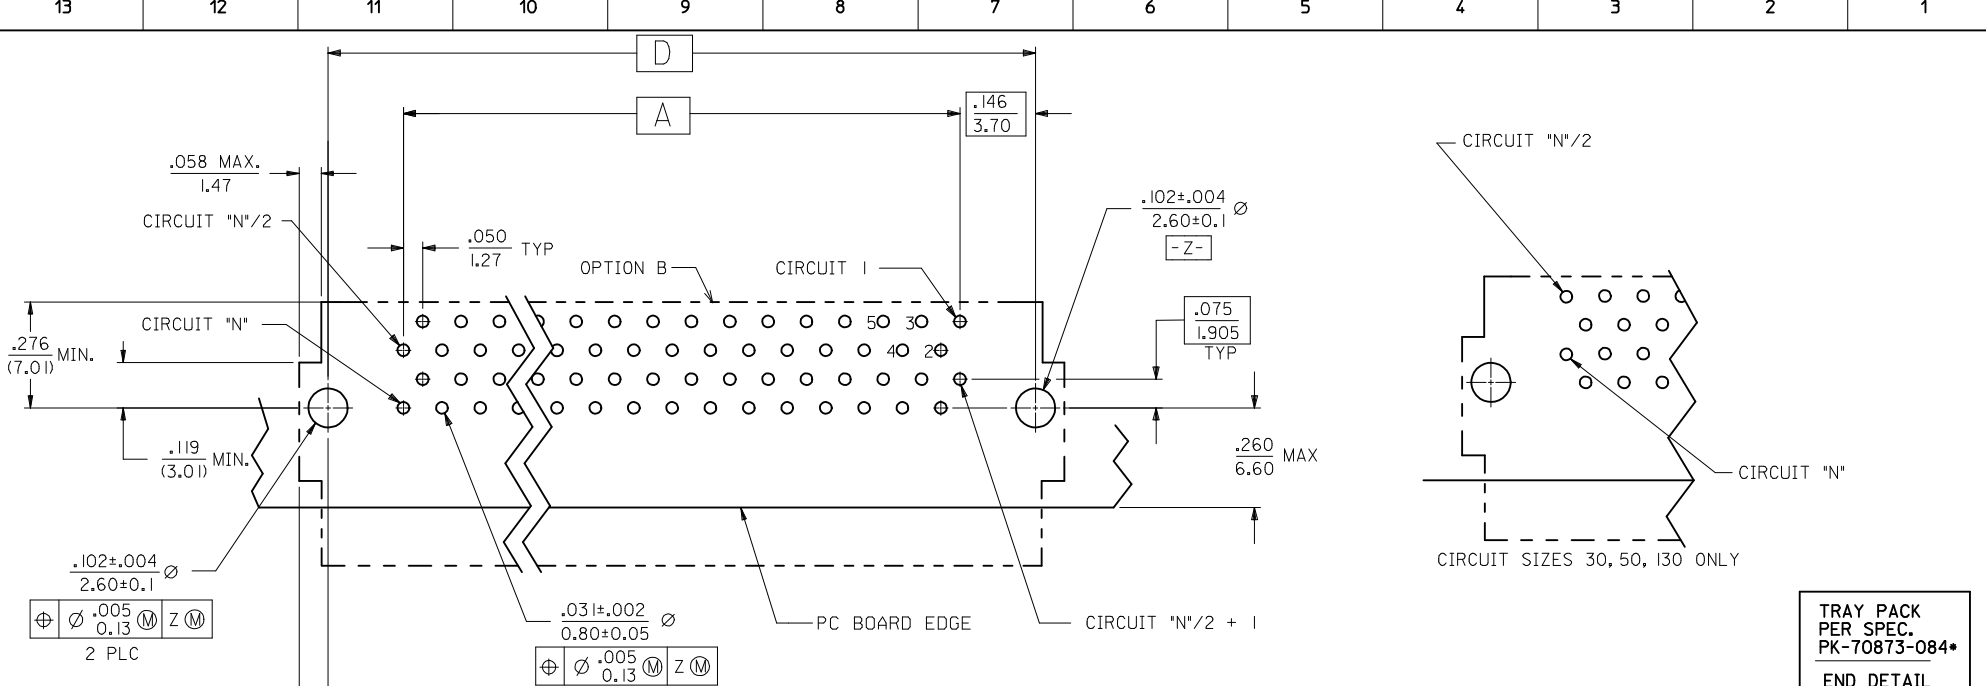 13 12 11 10 9 8 7 6 5 4 3 2 1
D
A
.146
3.70
.058 MAX.
1.47
CIRCUIT "N"/2
CIRCUIT "N"/2
.102±.004
2.60±0.1 Ø
-Z-
.050
1.27 TYP
OPTION B
CIRCUIT 1
CIRCUIT "N"
5 3
4 2
.075
1.905
TYP
.276
(7.01) MIN.
.119
(3.01) MIN.
.260
6.60 MAX
CIRCUIT "N"
CIRCUIT SIZES 30, 50, 130 ONLY
.102±.004
2.60±0.1 Ø
⌖ Ø .005
0.13 Ⓜ Z Ⓜ
2 PLC
.031±.002
0.80±0.05 Ø
⌖ Ø .005
0.13 Ⓜ Z Ⓜ
PC BOARD EDGE
CIRCUIT "N"/2 + 1
TRAY PACK
PER SPEC.
PK-70873-084*
END DETAIL